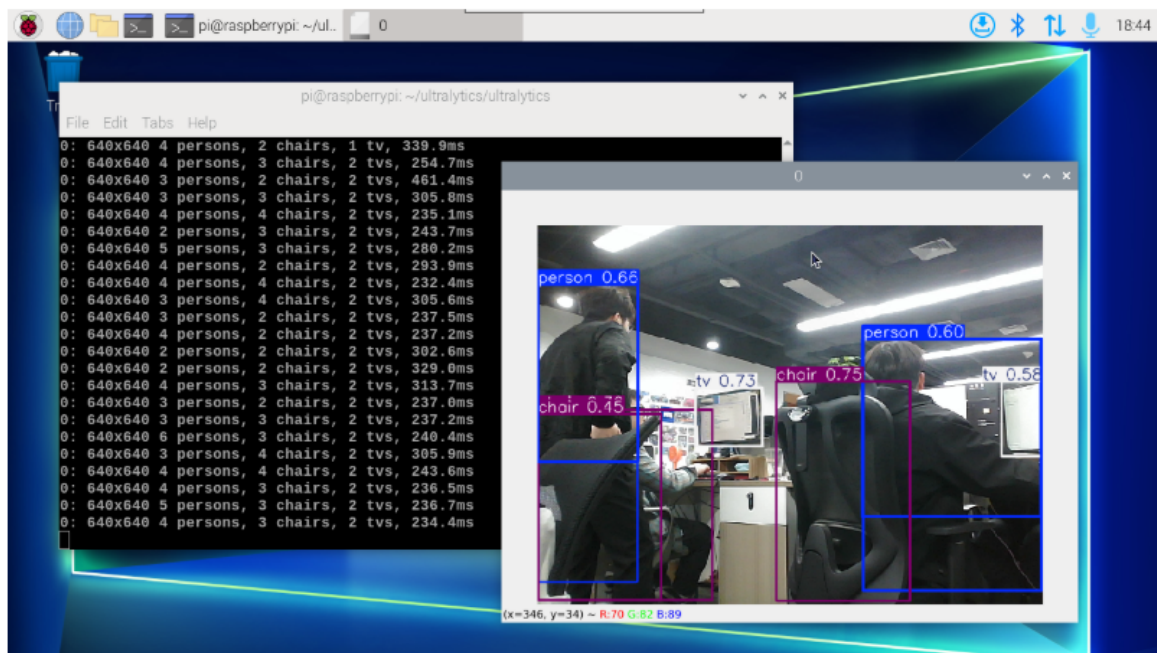 pi@raspberrypi: ~/ul.. 0 18:44
pi@raspberrypi: ~/ultralytics/ultralytics
File Edit Tabs Help
0: 640x640 4 persons, 2 chairs, 1 tv, 339.9ms
0: 640x640 4 persons, 3 chairs, 2 tvs, 254.7ms
0: 640x640 3 persons, 2 chairs, 2 tvs, 461.4ms
0: 640x640 3 persons, 3 chairs, 2 tvs, 305.8ms
0: 640x640 4 persons, 4 chairs, 2 tvs, 235.1ms
0: 640x640 2 persons, 3 chairs, 2 tvs, 243.7ms
0: 640x640 5 persons, 3 chairs, 2 tvs, 280.2ms
0: 640x640 4 persons, 2 chairs, 2 tvs, 293.9ms
0: 640x640 4 persons, 4 chairs, 2 tvs, 232.4ms
0: 640x640 3 persons, 4 chairs, 2 tvs, 305.6ms
0: 640x640 3 persons, 2 chairs, 2 tvs, 237.5ms
0: 640x640 4 persons, 2 chairs, 2 tvs, 237.2ms
0: 640x640 2 persons, 2 chairs, 2 tvs, 302.6ms
0: 640x640 2 persons, 2 chairs, 2 tvs, 329.0ms
0: 640x640 4 persons, 3 chairs, 2 tvs, 313.7ms
0: 640x640 3 persons, 2 chairs, 2 tvs, 237.0ms
0: 640x640 3 persons, 3 chairs, 2 tvs, 237.2ms
0: 640x640 6 persons, 3 chairs, 2 tvs, 240.4ms
0: 640x640 3 persons, 4 chairs, 2 tvs, 305.9ms
0: 640x640 4 persons, 4 chairs, 2 tvs, 243.6ms
0: 640x640 4 persons, 3 chairs, 2 tvs, 236.5ms
0: 640x640 5 persons, 3 chairs, 2 tvs, 236.7ms
0: 640x640 4 persons, 3 chairs, 2 tvs, 234.4ms
0
person 0.66
person 0.60
tv 0.73
chair 0.75
tv 0.58
chair 0.45
(x=346, y=34) ~ R:70 G:82 B:89